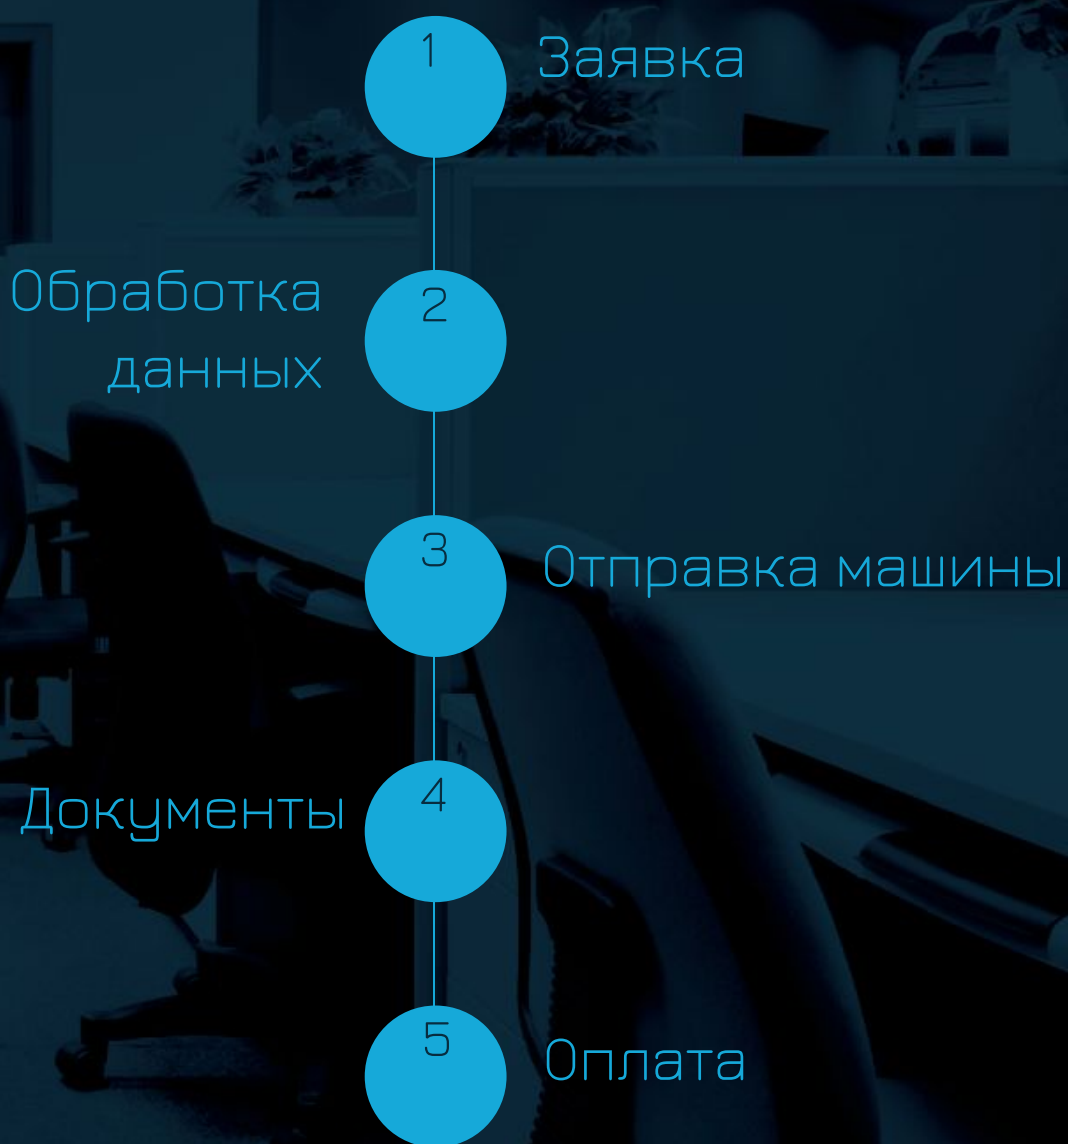 1
Заявка
2
Обработка
данных
3
Отправка машины
4
Документы
5
Оплата